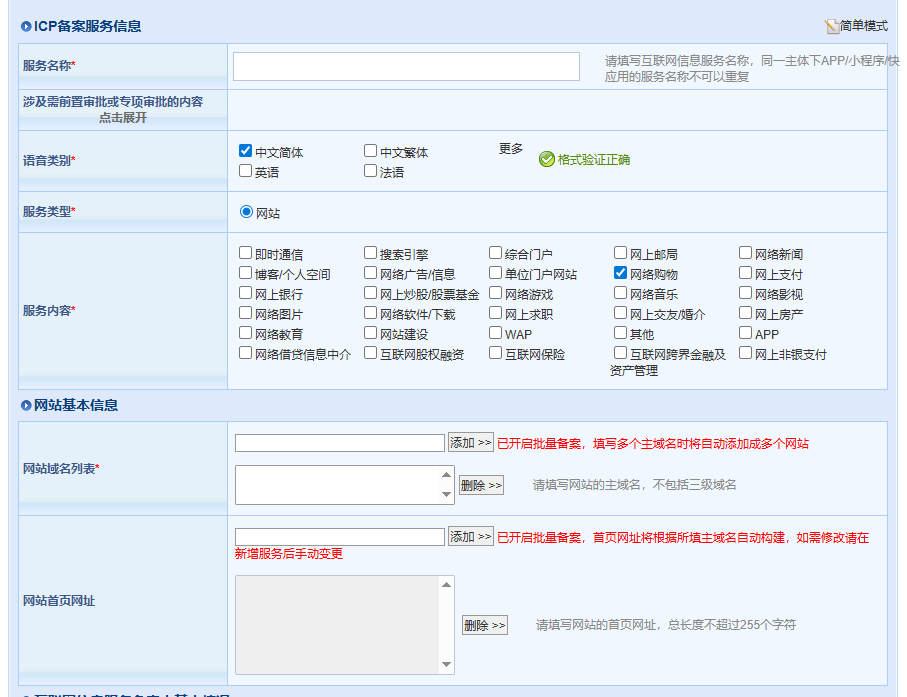 ICP备案服务信息 简单模式
服务名称* 请填写互联网信息服务名称，同一主体下APP/小程序/快
应用的服务名称不可以重复
涉及需前置审批或专项审批的内容
点击展开
语音类别* 中文简体 中文繁体 更多 格式验证正确
英语 法语
服务类型* 网站
服务内容*
即时通信 搜索引擎 综合门户 网上邮局 网络新闻
博客/个人空间 网络广告/信息 单位门户网站 网络购物 网上支付
网上银行 网上炒股/股票基金 网络游戏 网络音乐 网络影视
网络图片 网络软件/下载 网上求职 网上交友/婚介 网上房产
网络教育 网站建设 WAP 其他 APP
网络借贷信息中介 互联网股权融资 互联网保险 互联网跨界金融及 网上非银支付
资产管理
网站基本信息
网站域名列表* 添加 >> 已开启批量备案，填写多个主域名时将自动添加成多个网站
删除 >> 请填写网站的主域名，不包括三级域名
网站首页网址 添加 >> 已开启批量备案，首页网址将根据所填主域名自动构建，如需修改请在
新增服务后手动变更
删除 >> 请填写网站的首页网址，总长度不超过255个字符